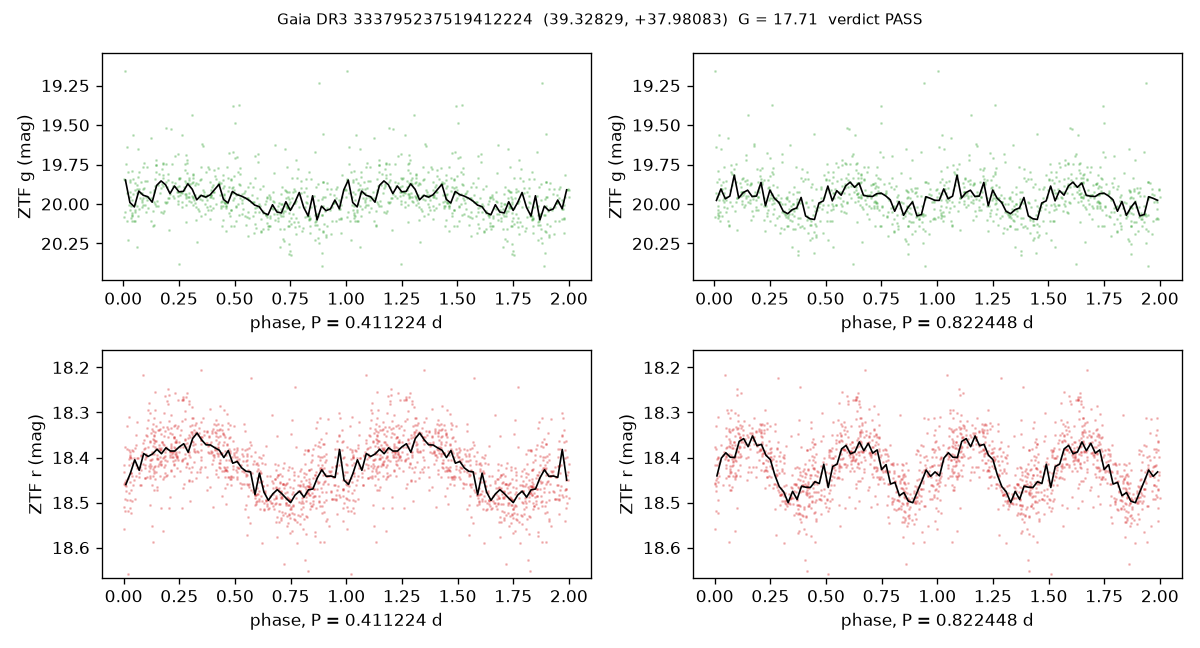 Gaia DR3 333795237519412224  (39.32829, +37.98083)  G = 17.71  verdict PASS
ZTF g (mag)
19.25
19.50
19.75
20.00
20.25
0.00 0.25 0.50 0.75 1.00 1.25 1.50 1.75 2.00
phase, P = 0.411224 d
ZTF g (mag)
19.25
19.50
19.75
20.00
20.25
0.00 0.25 0.50 0.75 1.00 1.25 1.50 1.75 2.00
phase, P = 0.822448 d
ZTF r (mag)
18.2
18.3
18.4
18.5
18.6
0.00 0.25 0.50 0.75 1.00 1.25 1.50 1.75 2.00
phase, P = 0.411224 d
ZTF r (mag)
18.2
18.3
18.4
18.5
18.6
0.00 0.25 0.50 0.75 1.00 1.25 1.50 1.75 2.00
phase, P = 0.822448 d